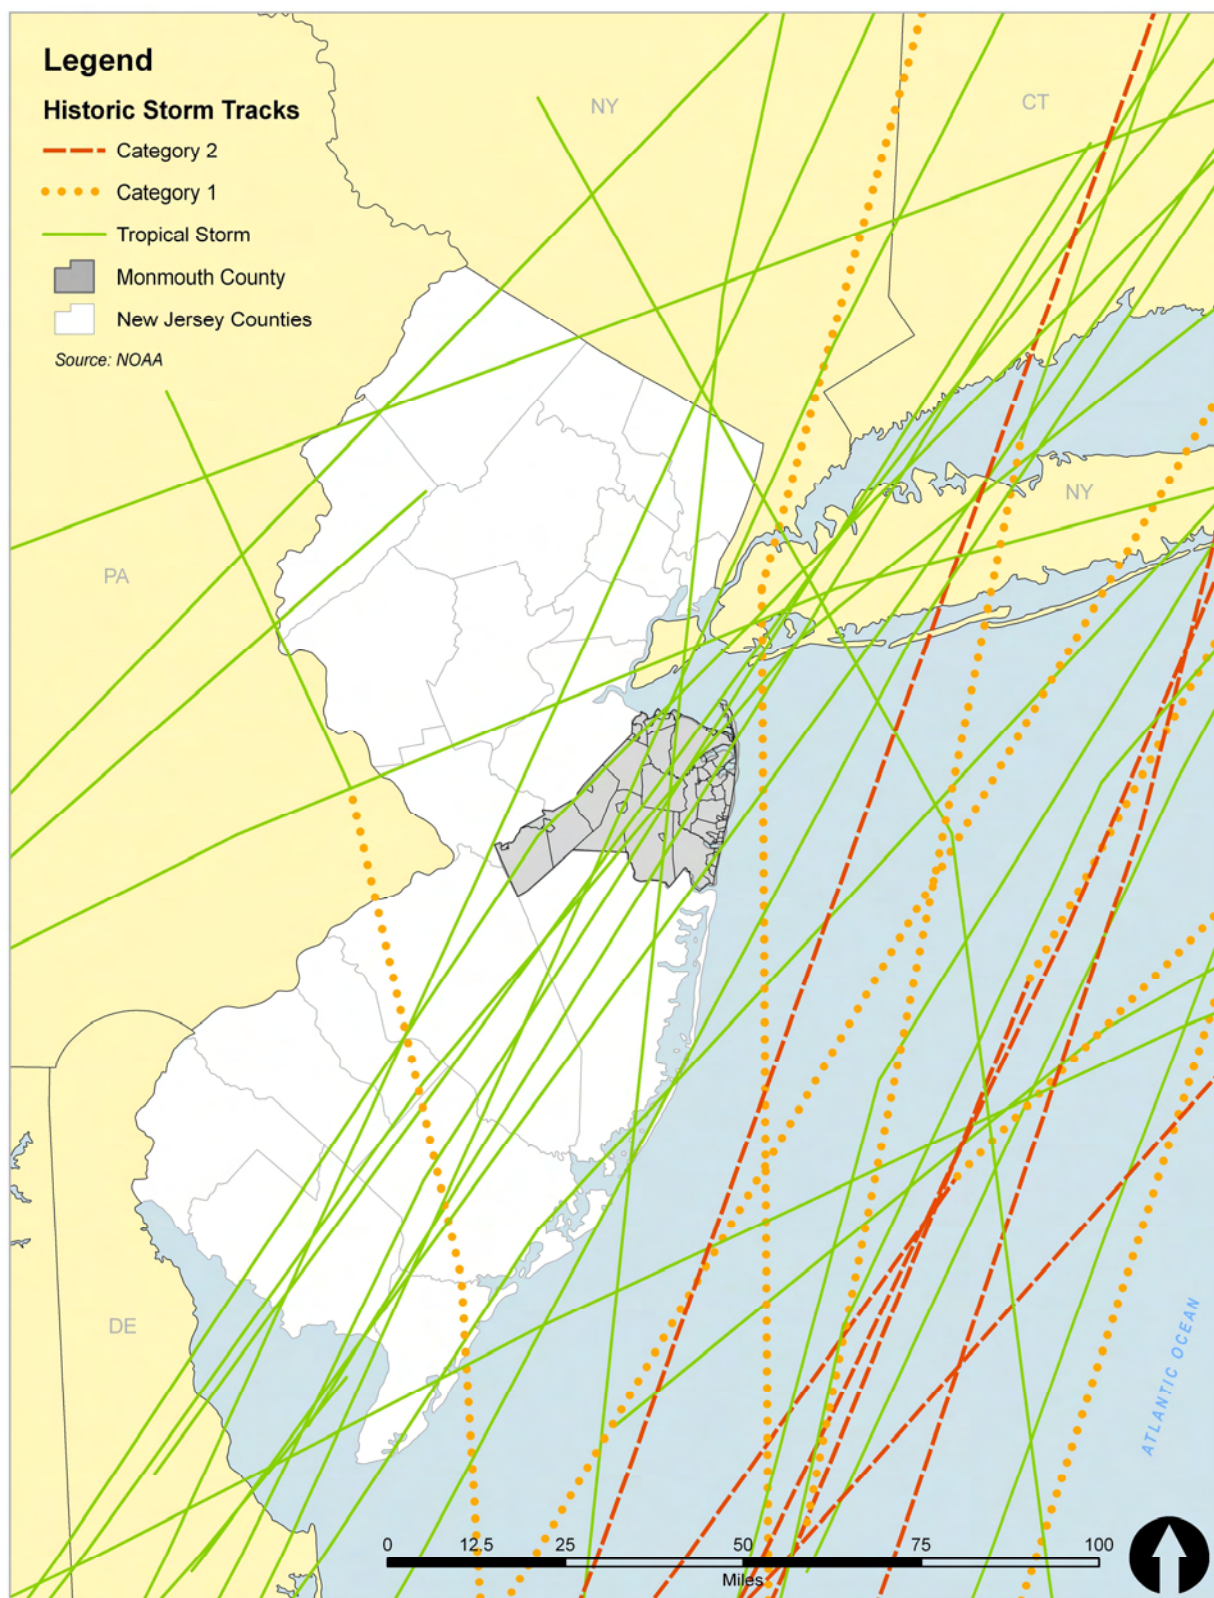 Legend
Historic Storm Tracks
Category 2
Category 1
Tropical Storm
Monmouth County
New Jersey Counties
Source: NOAA
NY
CT
NY
PA
DE
ATLANTIC OCEAN
0 12.5 25 50 75 100
Miles